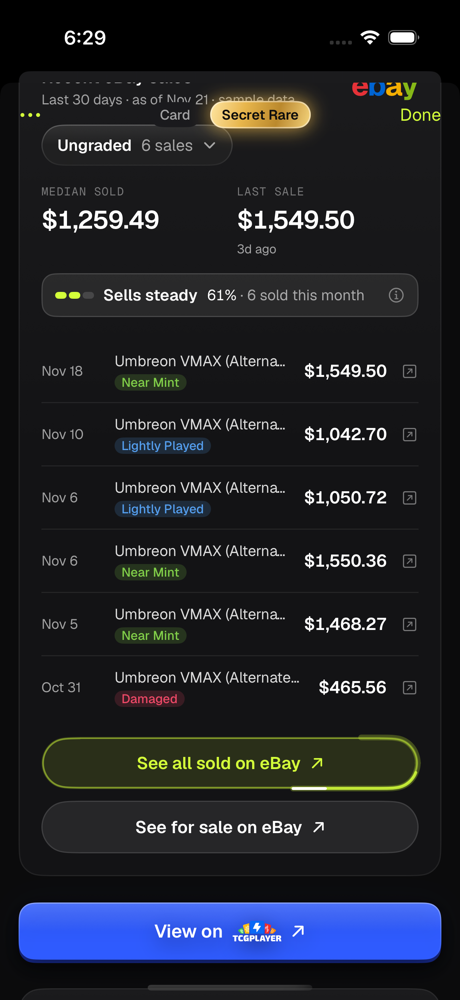 6:29
Recent eBay sales
ebay
Last 30 days · as of Nov 21 · sample data
Card
Secret Rare
Done
Ungraded 6 sales
MEDIAN SOLD
LAST SALE
$1,259.49
$1,549.50
3d ago
Sells steady 61% · 6 sold this month
Nov 18
Umbreon VMAX (Alterna...
Near Mint
$1,549.50
Nov 10
Umbreon VMAX (Alterna...
Lightly Played
$1,042.70
Nov 6
Umbreon VMAX (Alterna...
Lightly Played
$1,050.72
Nov 6
Umbreon VMAX (Alterna...
Near Mint
$1,550.36
Nov 5
Umbreon VMAX (Alterna...
Near Mint
$1,468.27
Oct 31
Umbreon VMAX (Alternate...
Damaged
$465.56
See all sold on eBay
See for sale on eBay
View on TCGPLAYER